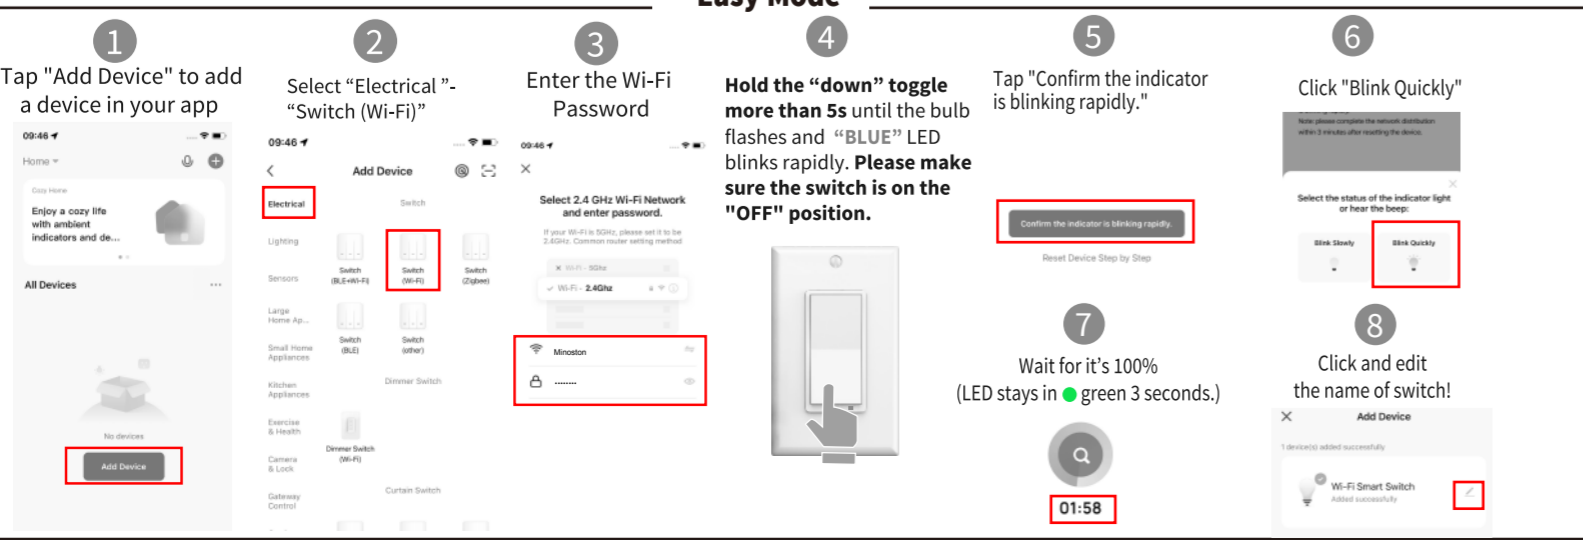 Easy Mode
1
Tap "Add Device" to add
a device in your app
09:46
Home
Cozy Home
Enjoy a cozy life
with ambient
indicators and de...
All Devices
...
No devices
Add Device
2
Select “Electrical ”-
“Switch (Wi-Fi)”
09:46
Add Device
Electrical
Switch
Lighting
Sensors
Switch
(BLE+Wi-Fi)
Switch
(Wi-Fi)
Switch
(Zigbee)
Large
Home Ap...
Small Home
Appliances
Switch
(BLE)
Switch
(other)
Kitchen
Appliances
Dimmer Switch
Exercise
& Health
Dimmer Switch
(Wi-Fi)
Camera
& Lock
Gateway
Control
Curtain Switch
3
Enter the Wi-Fi
Password
09:46
Select 2.4 GHz Wi-Fi Network
and enter password.
If your Wi-Fi is 5GHz, please set it to be
2.4GHz. Common router setting method
Wi-Fi - 5Ghz
Wi-Fi - 2.4Ghz
Minoston
........
4
Hold the “down” toggle
more than 5s until the bulb
flashes and “BLUE” LED
blinks rapidly. Please make
sure the switch is on the
"OFF" position.
5
Tap "Confirm the indicator
is blinking rapidly."
Confirm the indicator is blinking rapidly.
Reset Device Step by Step
6
Click "Blink Quickly"
Note: please complete the network distribution
within 3 minutes after resetting the device.
Select the status of the indicator light
or hear the beep:
Blink Slowly
Blink Quickly
7
Wait for it’s 100%
(LED stays in green 3 seconds.)
01:58
8
Click and edit
the name of switch!
Add Device
1 device(s) added successfully
Wi-Fi Smart Switch
Added successfully